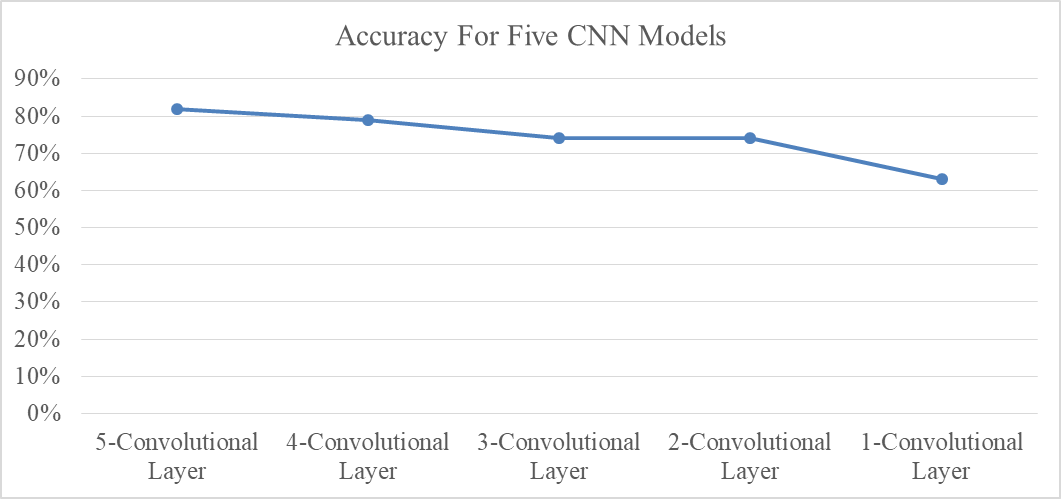 Accuracy For Five CNN Models
90%
80%
70%
60%
50%
40%
30%
20%
10%
0%
5-Convolutional
Layer
4-Convolutional
Layer
3-Convolutional
Layer
2-Convolutional
Layer
1-Convolutional
Layer